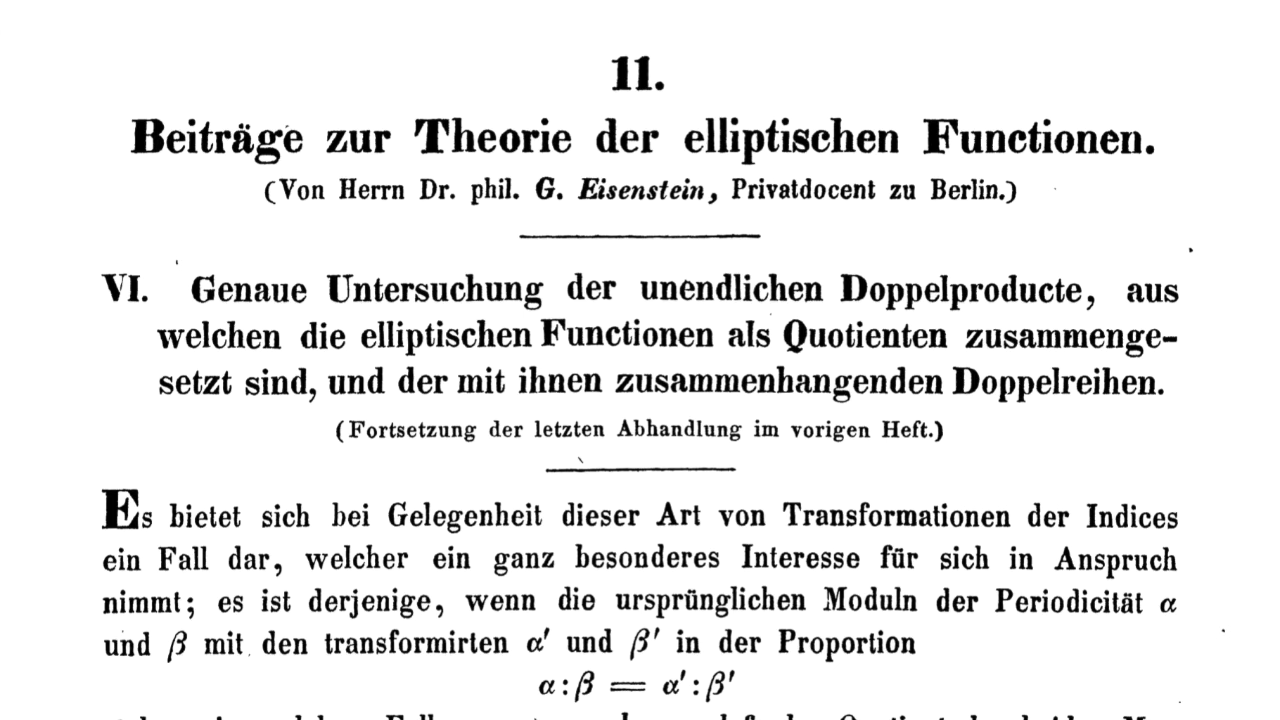 11.
Beiträge zur Theorie der elliptischen Functionen.
(Von Herrn Dr. phil. G. Eisenstein, Privatdocent zu Berlin.)
VI. Genaue Untersuchung der unendlichen Doppelproducte, aus
welchen die elliptischen Functionen als Quotienten zusammenge-
setzt sind, und der mit ihnen zusammenhangenden Doppelreihen.
(Fortsetzung der letzten Abhandlung im vorigen Heft.)
Es bietet sich bei Gelegenheit dieser Art von Transformationen der Indices
ein Fall dar, welcher ein ganz besonderes Interesse für sich in Anspruch
nimmt; es ist derjenige, wenn die ursprünglichen Moduln der Periodicität α
und β mit den transformirten α′ und β′ in der Proportion
α:β = α′:β′